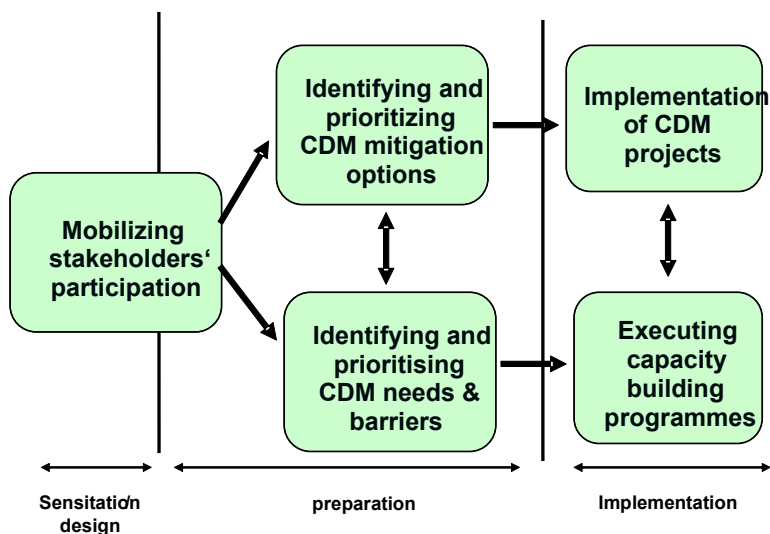 Mobilizing
stakeholders‘
participation
Identifying and
prioritizing
CDM mitigation
options
Identifying and
prioritising
CDM needs &
barriers
Implementation
of CDM
projects
Executing
capacity
building
programmes
Sensitatio/n
design
preparation
Implementation